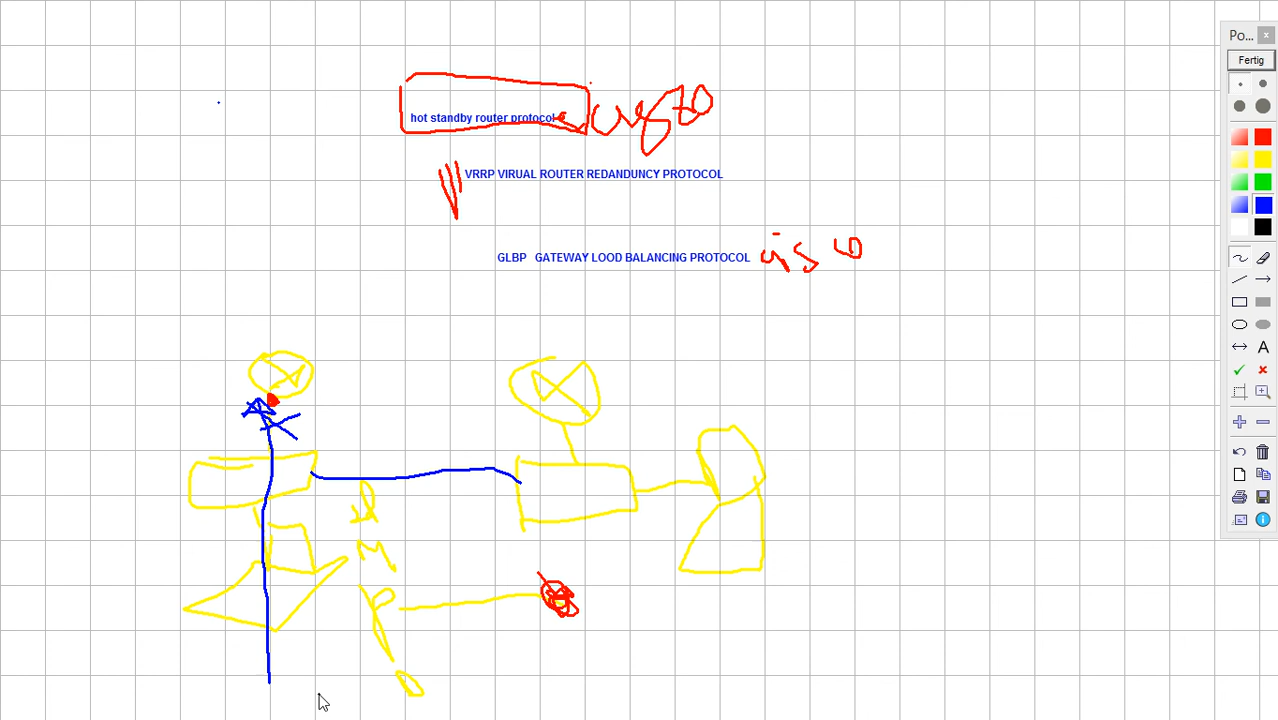 Po...
Fertig
hot standby router protocol
VRRP VIRUAL ROUTER REDANDUNCY PROTOCOL
GLBP GATEWAY LOOD BALANCING PROTOCOL
A